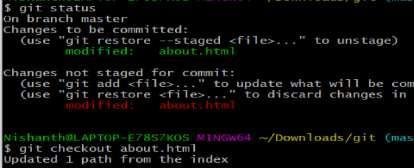 $ git status
On branch master
Changes to be committed:
(use "git restore --staged <file>..." to unstage)
modified: about.html
Changes not staged for commit:
(use "git add <file>..." to update what will be com
(use "git restore <file>..." to discard changes in
modified: about.html
Nishanth@LAPTOP-E78S7KOS MINGW64 ~/Downloads/git (mas
$ git checkout about.html
Updated 1 path from the index